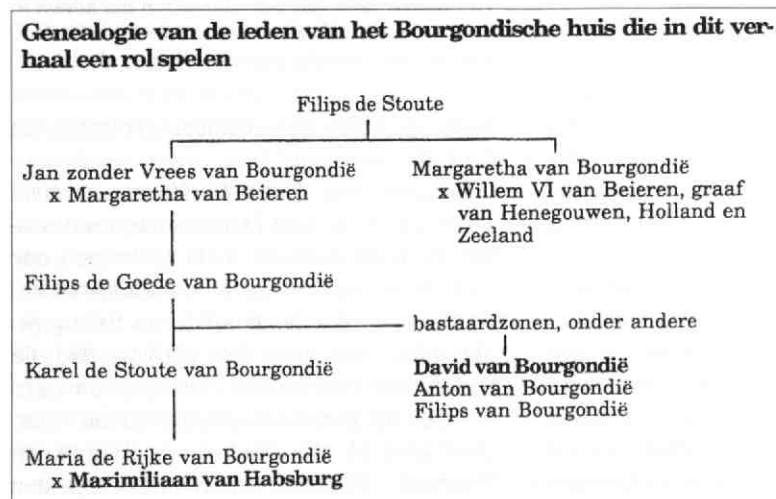 Genealogie van de leden van het Bourgondische huis die in dit ver-
haal een rol spelen
Filips de Stoute
Jan zonder Vrees van Bourgondië
x Margaretha van Beieren
Margaretha van Bourgondië
x Willem VI van Beieren, graaf
van Henegouwen, Holland en
Zeeland
Filips de Goede van Bourgondië
bastaardzonen, onder andere
Karel de Stoute van Bourgondië
David van Bourgondië
Anton van Bourgondië
Filips van Bourgondië
Maria de Rijke van Bourgondië
x Maximiliaan van Habsburg